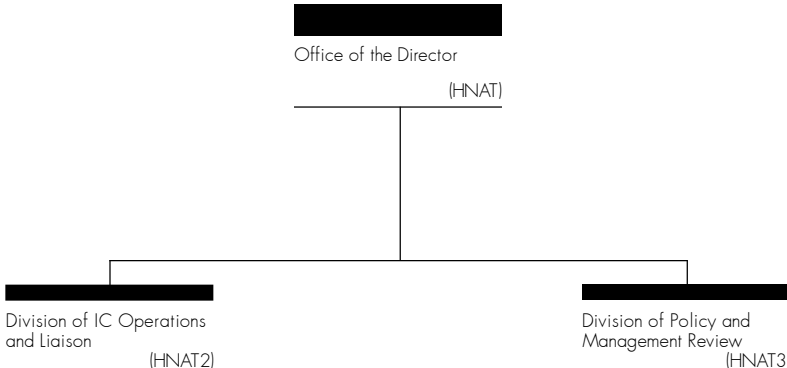 Office of the Director
(HNAT)
Division of IC Operations
and Liaison
(HNAT2)
Division of Policy and
Management Review
(HNAT3